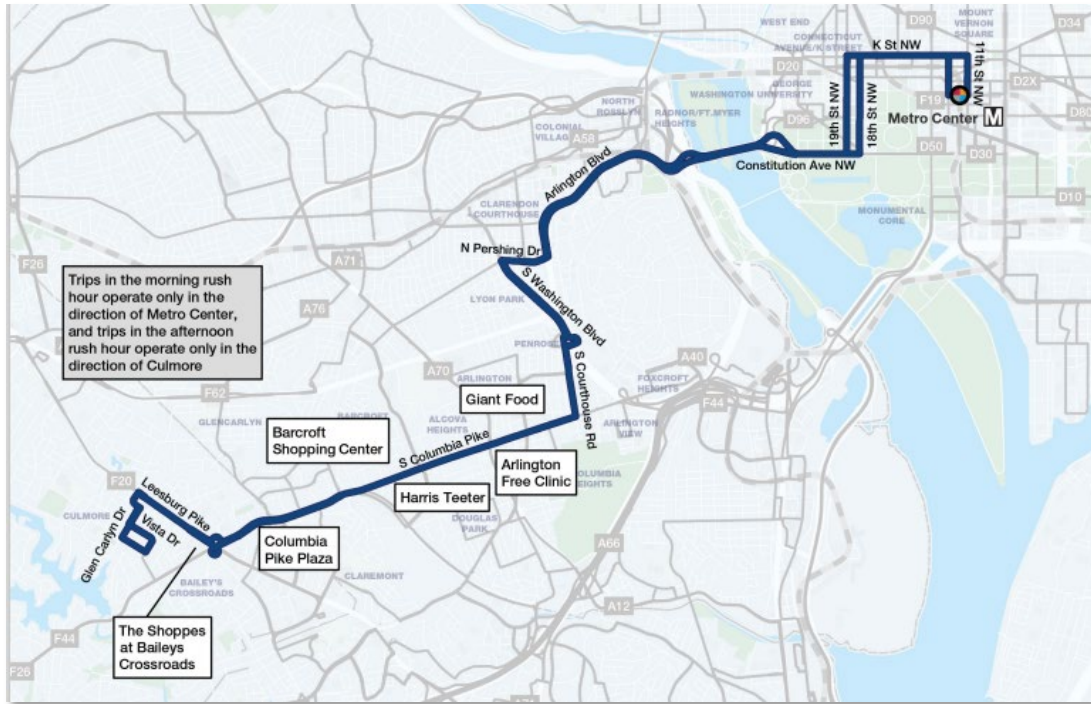 WEST END
CONNECTICUT
AVENUE/K STREET
D90
MOUNT
VERNON
SQUARE
D34
K St NW
11th St NW
D20
GEORGE
WASHINGTON UNIVERSITY
D2X
F19
Metro Center M
D96
D80
19th St NW
18th St NW
NORTH
ROSSLYN
RADNOR/FT.MYER
HEIGHTS
COLONIAL
VILLAG
A58
D50
D30
Constitution Ave NW
Arlington Blvd
D10
CLARENDON
COURTHOUSE
MONUMENTAL
CORE
N Pershing Dr
F26
A71
Trips in the morning rush
hour operate only in the
direction of Metro Center,
and trips in the afternoon
rush hour operate only in the
direction of Culmore
S Washington Blvd
LYON PARK
A76
PENROSE
A70
ARLINGTON
A40
FOXCROFT
HEIGHTS
F62
Giant Food
S Courthouse Rd
F44
GLENCARLYN
BARCROFT
ALCOVA
HEIGHTS
ARLINGTON
VIEW
Barcroft
Shopping Center
S Columbia Pike
Arlington
Free Clinic
COLUMBIA
HEIGHTS
F20
Leesburg Pike
Harris Teeter
CULMORE
Vista Dr
Glen Carlyn Dr
DOUGLAS
PARK
Columbia
Pike Plaza
A66
BAILEY'S
CROSSROADS
CLAREMONT
A12
The Shoppes
at Baileys
Crossroads
F44
F26